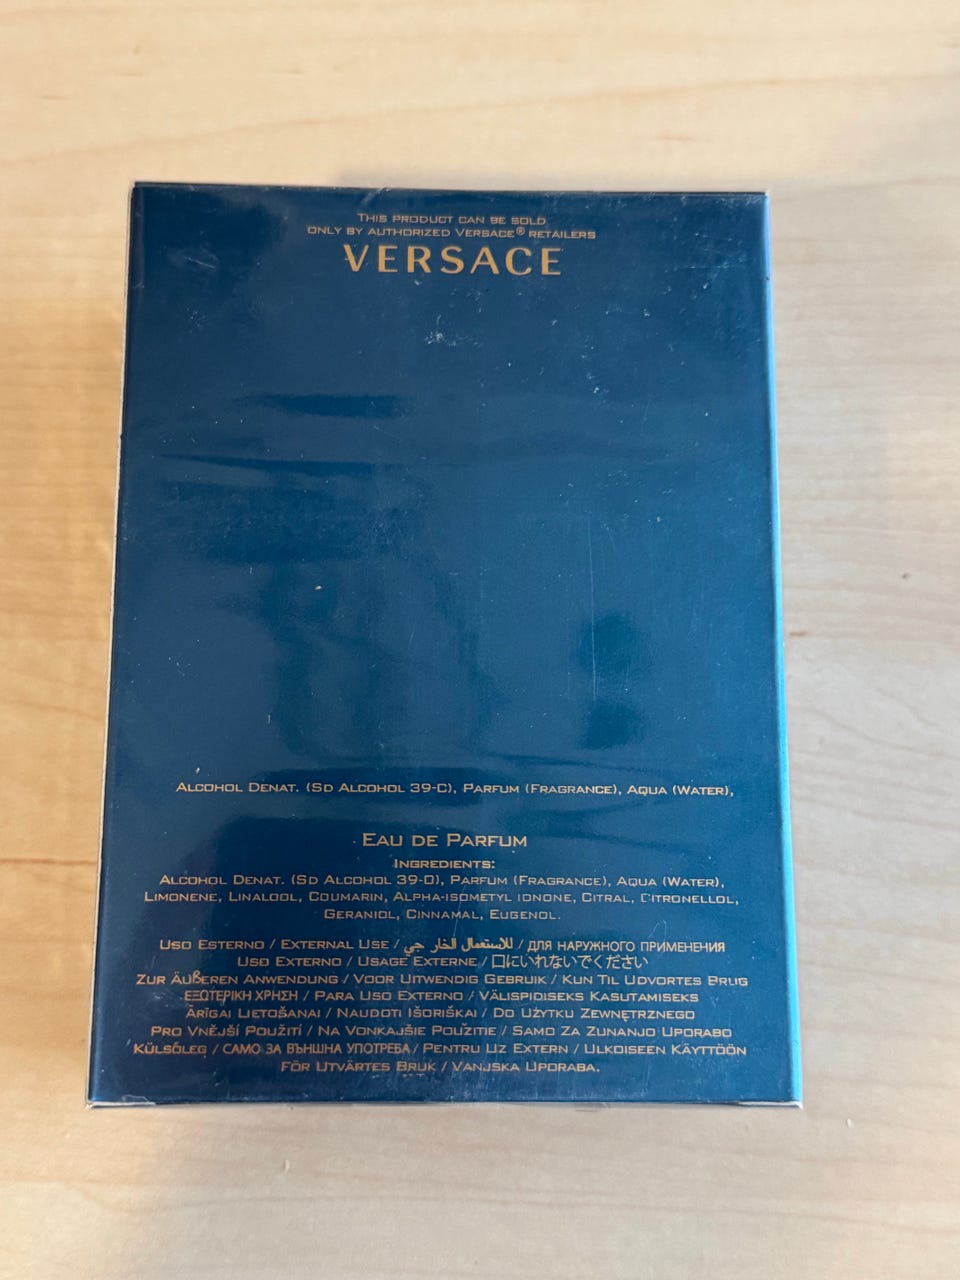 THIS PRODUCT CAN BE SOLD
ONLY BY AUTHORIZED VERSACE® RETAILERS
VERSACE
ALCOHOL DENAT. (SD ALCOHOL 39-C), PARFUM (FRAGRANCE), AQUA (WATER),
EAU DE PARFUM
INGREDIENTS:
ALCOHOL DENAT. (SD ALCOHOL 39-D), PARFUM (FRAGRANCE), AQUA (WATER),
LIMONENE, LINALOOL, COUMARIN, ALPHA-ISOMETYL IONONE, CITRAL, CITRONELLOL,
GERANIOL, CINNAMAL, EUGENOL.
USO ESTERNO / EXTERNAL USE / للاستعمال الخار جي / ДЛЯ НАРУЖНОГО ПРИМЕНЕНИЯ
USO EXTERNO / USAGE EXTERNE / 口にいれないでください
ZUR ÄUßEREN ANWENDUNG / VOOR UITWENDIG GEBRUIK / KUN TIL UDVORTES BRUG
ΕΞΩΤΕΡΙΚΗ ΧΡΗΣΗ / PARA USO EXTERNO / VÄLISPIDISEKS KASUTAMISEKS
ĀRĪGAI LIETOŠANAI / NAUDOTI IŠORIŠKAI / DO UŻYTKU ZEWNĘTRZNEGO
PRO VNĚJŠÍ POUŽITÍ / NA VONKAJŠIE POUŽITIE / SAMO ZA ZUNANJO UPORABO
KÜLSŐLEG / САМО ЗА ВЪНШНА УПОТРЕБА / PENTRU UZ EXTERN / ULKOISEEN KÄYTTÖÖN
FÖR UTVÄRTES BRUK / VANJSKA UPORABA.